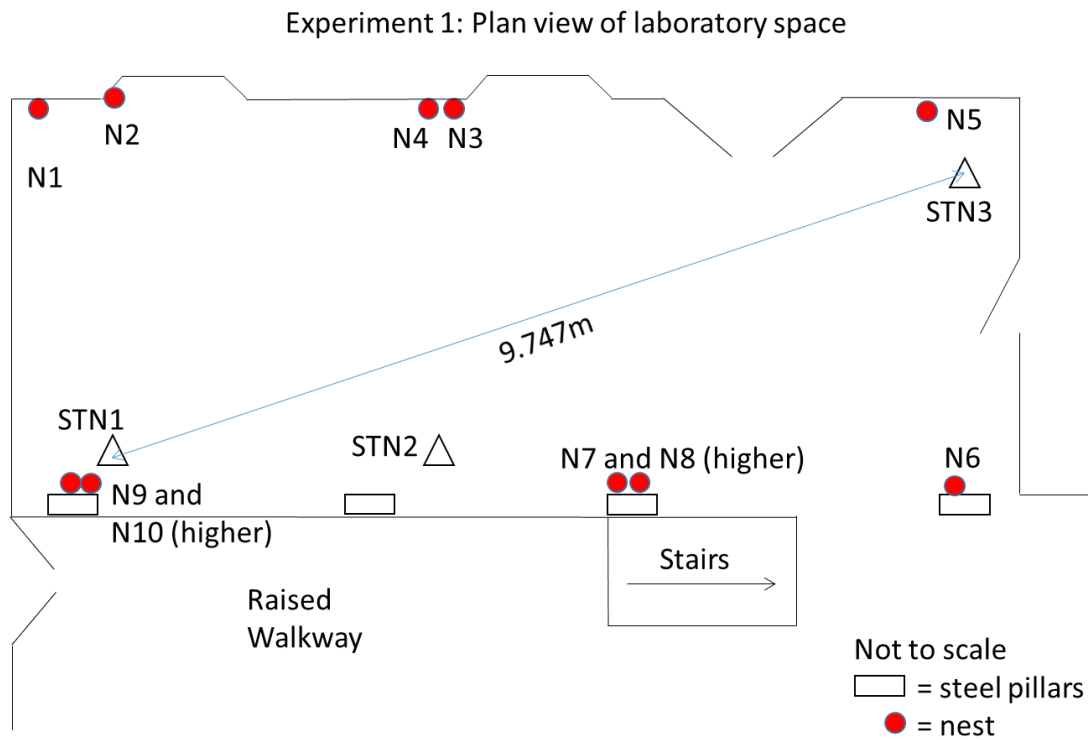 Experiment 1: Plan view of laboratory space
N1
N2
N4
N3
N5
STN3
9.747m
STN1
STN2
N7 and N8 (higher)
N6
N9 and
N10 (higher)
Stairs
Raised
Walkway
Not to scale
= steel pillars
= nest